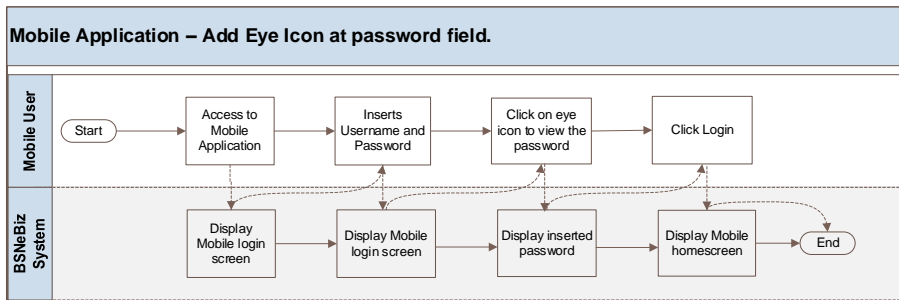 Mobile Application – Add Eye Icon at password field.
Mobile User
Start
Access to
Mobile
Application
Inserts
Username and
Password
Click on eye
icon to view the
password
Click Login
BSNeBiz
System
Display
Mobile login
screen
Display Mobile
login screen
Display inserted
password
Display Mobile
homescreen
End